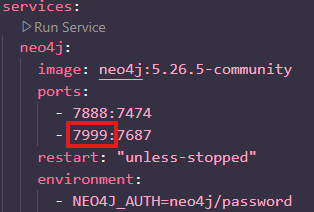 services:
▷Run Service
neo4j:
image: neo4j:5.26.5-community
ports:
- 7888:7474
- 7999:7687
restart: "unless-stopped"
environment:
- NEO4J_AUTH=neo4j/password